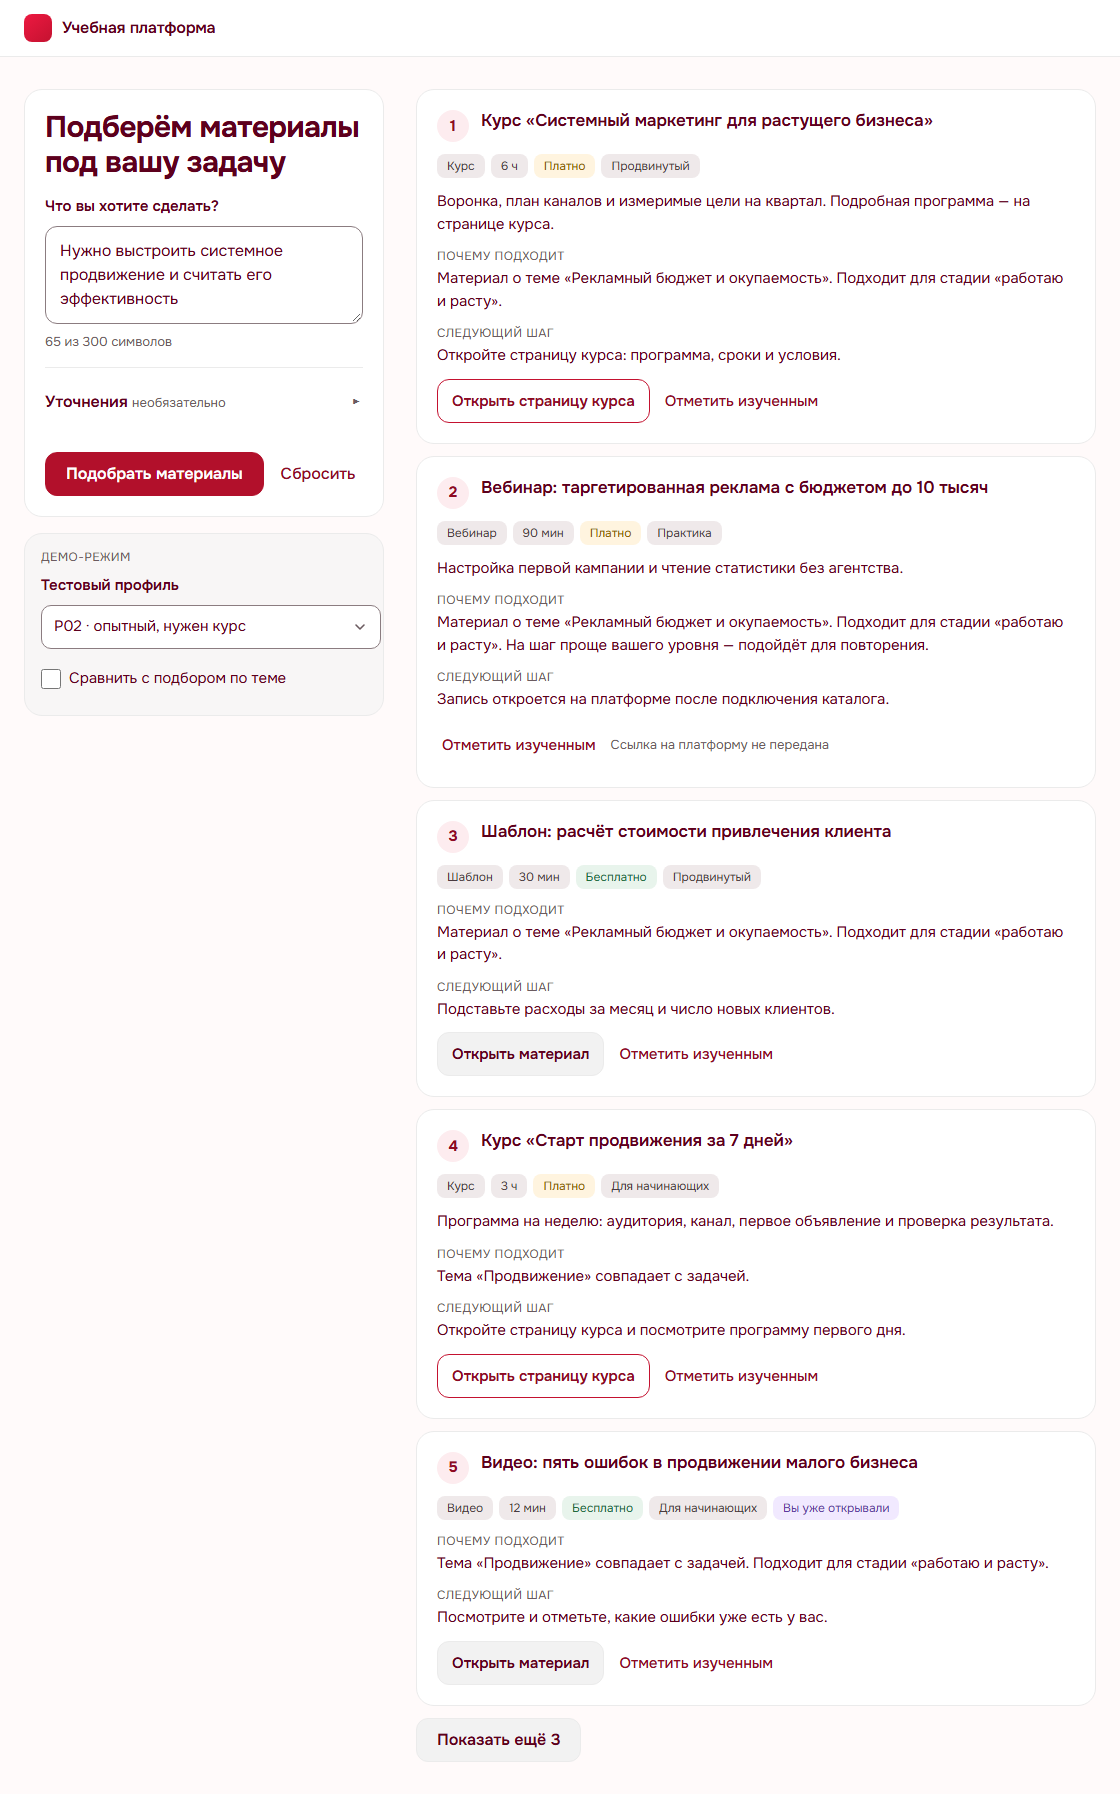 Учебная платформа
Подберём материалы
под вашу задачу
Что вы хотите сделать?
Нужно выстроить системное
продвижение и считать его
эффективность
65 из 300 символов
Уточнения необязательно
Подобрать материалы
Сбросить
ДЕМО-РЕЖИМ
Тестовый профиль
P02 · опытный, нужен курс
Сравнить с подбором по теме
1
Курс «Системный маркетинг для растущего бизнеса»
Курс
6 ч
Платно
Продвинутый
Воронка, план каналов и измеримые цели на квартал. Подробная программа — на
странице курса.
ПОЧЕМУ ПОДХОДИТ
Материал о теме «Рекламный бюджет и окупаемость». Подходит для стадии «работаю
и расту».
СЛЕДУЮЩИЙ ШАГ
Откройте страницу курса: программа, сроки и условия.
Открыть страницу курса
Отметить изученным
2
Вебинар: таргетированная реклама с бюджетом до 10 тысяч
Вебинар
90 мин
Платно
Практика
Настройка первой кампании и чтение статистики без агентства.
ПОЧЕМУ ПОДХОДИТ
Материал о теме «Рекламный бюджет и окупаемость». Подходит для стадии «работаю
и расту». На шаг проще вашего уровня — подойдёт для повторения.
СЛЕДУЮЩИЙ ШАГ
Запись откроется на платформе после подключения каталога.
Отметить изученным
Ссылка на платформу не передана
3
Шаблон: расчёт стоимости привлечения клиента
Шаблон
30 мин
Бесплатно
Продвинутый
ПОЧЕМУ ПОДХОДИТ
Материал о теме «Рекламный бюджет и окупаемость». Подходит для стадии «работаю
и расту».
СЛЕДУЮЩИЙ ШАГ
Подставьте расходы за месяц и число новых клиентов.
Открыть материал
Отметить изученным
4
Курс «Старт продвижения за 7 дней»
Курс
3 ч
Платно
Для начинающих
Программа на неделю: аудитория, канал, первое объявление и проверка результата.
ПОЧЕМУ ПОДХОДИТ
Тема «Продвижение» совпадает с задачей.
СЛЕДУЮЩИЙ ШАГ
Откройте страницу курса и посмотрите программу первого дня.
Открыть страницу курса
Отметить изученным
5
Видео: пять ошибок в продвижении малого бизнеса
Видео
12 мин
Бесплатно
Для начинающих
Вы уже открывали
ПОЧЕМУ ПОДХОДИТ
Тема «Продвижение» совпадает с задачей. Подходит для стадии «работаю и расту».
СЛЕДУЮЩИЙ ШАГ
Посмотрите и отметьте, какие ошибки уже есть у вас.
Открыть материал
Отметить изученным
Показать ещё 3